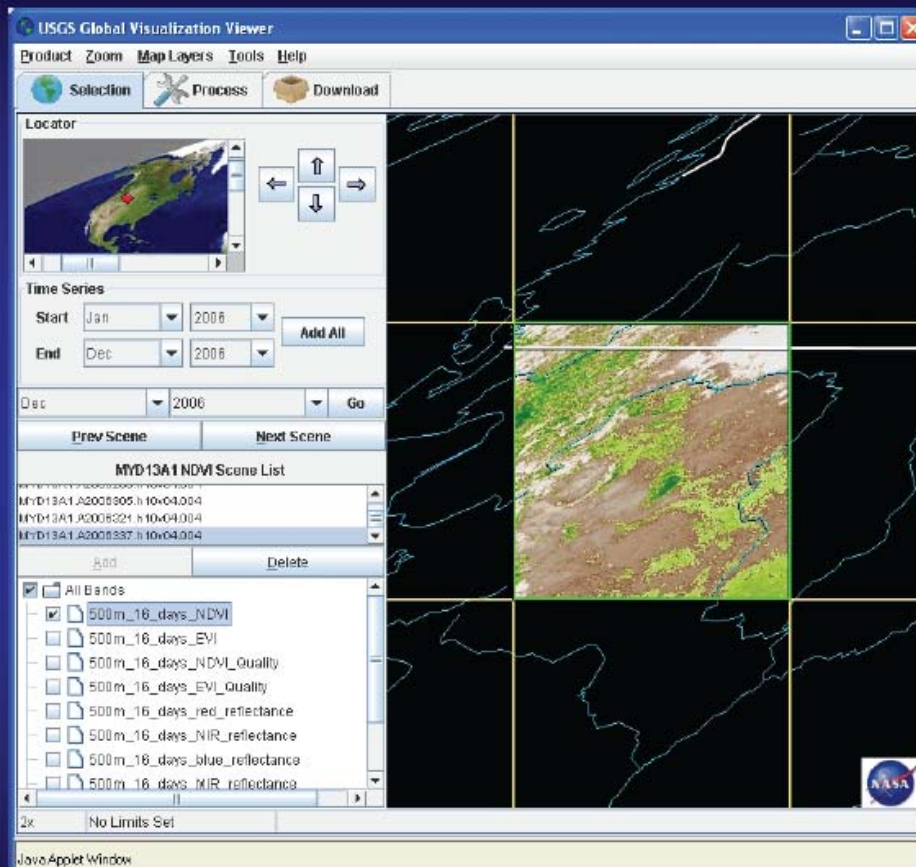 USGS Global Visualization Viewer
Product Zoom Map Layers Tools Help
Selection Process Download
Locator
Time Series
Start Jan 2006
Add All
End Dec 2006
Dec 2006 Go
Prev Scene Next Scene
MYD13A1 NDVI Scene List
MYD13A1.A2006305.h10v04.004
MYD13A1.A2006321.h10v04.004
MYD13A1.A2006337.h10v04.004
Add Delete
All Bands
500m_16_days_NDVI
500m_16_days_EVI
500m_16_days_NDVI_Quality
500m_16_days_EVI_Quality
500m_16_days_red_reflectance
500m_16_days_NIR_reflectance
500m_16_days_blue_reflectance
500m_16_days_MIR_reflectance
NASA
2x No Limits Set
Java Applet Window